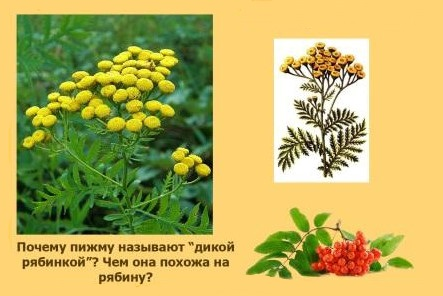 Почему пижму называют “дикой
рябинкой”? Чем она похожа на
рябину?